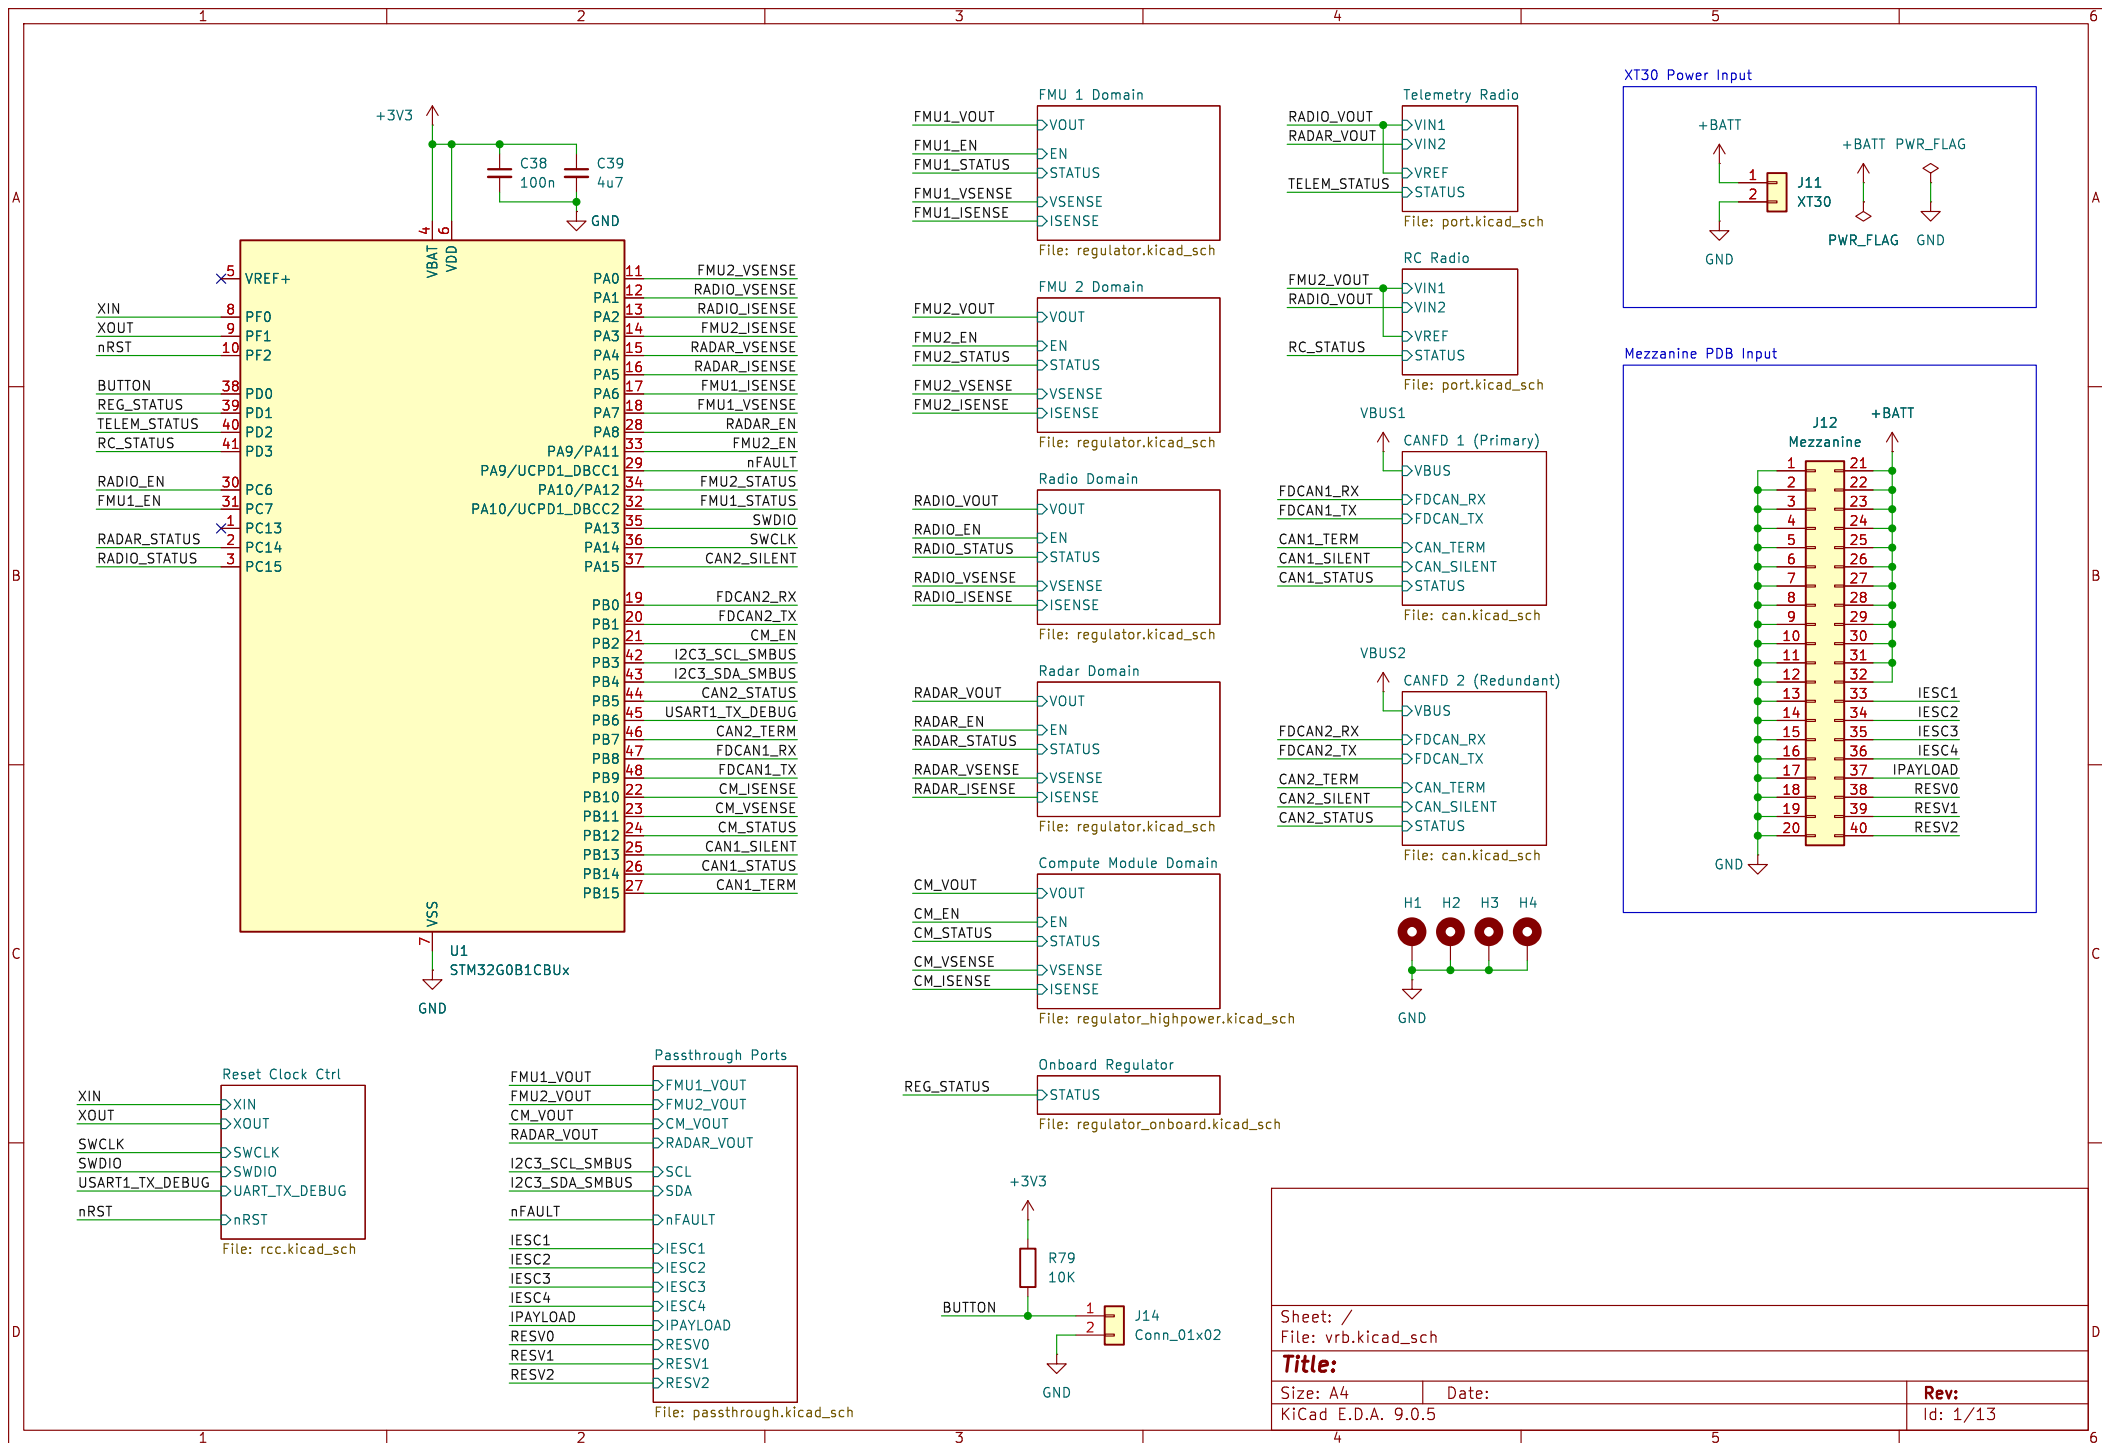 1 2 3 4 5 6
A
B
C
D
+3V3
C38
100n
C39
4u7
GND
4 VBAT
6 VDD
5 VREF+
XIN 8 PF0
XOUT 9 PF1
nRST 10 PF2
BUTTON 38 PD0
REG_STATUS 39 PD1
TELEM_STATUS 40 PD2
RC_STATUS 41 PD3
RADIO_EN 30 PC6
FMU1_EN 31 PC7
1 PC13
RADAR_STATUS 2 PC14
RADIO_STATUS 3 PC15
PA0 11 FMU2_VSENSE
PA1 12 RADIO_VSENSE
PA2 13 RADIO_ISENSE
PA3 14 FMU2_ISENSE
PA4 15 RADAR_VSENSE
PA5 16 RADAR_ISENSE
PA6 17 FMU1_ISENSE
PA7 18 FMU1_VSENSE
PA8 28 RADAR_EN
PA9/PA11 33 FMU2_EN
PA9/UCPD1_DBCC1 29 nFAULT
PA10/PA12 34 FMU2_STATUS
PA10/UCPD1_DBCC2 32 FMU1_STATUS
PA13 35 SWDIO
PA14 36 SWCLK
PA15 37 CAN2_SILENT
PB0 19 FDCAN2_RX
PB1 20 FDCAN2_TX
PB2 21 CM_EN
PB3 42 I2C3_SCL_SMBUS
PB4 43 I2C3_SDA_SMBUS
PB5 44 CAN2_STATUS
PB6 45 USART1_TX_DEBUG
PB7 46 CAN2_TERM
PB8 47 FDCAN1_RX
PB9 48 FDCAN1_TX
PB10 22 CM_ISENSE
PB11 23 CM_VSENSE
PB12 24 CM_STATUS
PB13 25 CAN1_SILENT
PB14 26 CAN1_STATUS
PB15 27 CAN1_TERM
VSS 7
U1
STM32G0B1CBUx
GND
Reset Clock Ctrl
XIN XIN
XOUT XOUT
SWCLK SWCLK
SWDIO SWDIO
USART1_TX_DEBUG UART_TX_DEBUG
nRST nRST
File: rcc.kicad_sch
Passthrough Ports
FMU1_VOUT FMU1_VOUT
FMU2_VOUT FMU2_VOUT
CM_VOUT CM_VOUT
RADAR_VOUT RADAR_VOUT
I2C3_SCL_SMBUS SCL
I2C3_SDA_SMBUS SDA
nFAULT nFAULT
IESC1 IESC1
IESC2 IESC2
IESC3 IESC3
IESC4 IESC4
IPAYLOAD IPAYLOAD
RESV0 RESV0
RESV1 RESV1
RESV2 RESV2
File: passthrough.kicad_sch
FMU 1 Domain
FMU1_VOUT VOUT
FMU1_EN EN
FMU1_STATUS STATUS
FMU1_VSENSE VSENSE
FMU1_ISENSE ISENSE
File: regulator.kicad_sch
FMU 2 Domain
FMU2_VOUT VOUT
FMU2_EN EN
FMU2_STATUS STATUS
FMU2_VSENSE VSENSE
FMU2_ISENSE ISENSE
File: regulator.kicad_sch
Radio Domain
RADIO_VOUT VOUT
RADIO_EN EN
RADIO_STATUS STATUS
RADIO_VSENSE VSENSE
RADIO_ISENSE ISENSE
File: regulator.kicad_sch
Radar Domain
RADAR_VOUT VOUT
RADAR_EN EN
RADAR_STATUS STATUS
RADAR_VSENSE VSENSE
RADAR_ISENSE ISENSE
File: regulator.kicad_sch
Compute Module Domain
CM_VOUT VOUT
CM_EN EN
CM_STATUS STATUS
CM_VSENSE VSENSE
CM_ISENSE ISENSE
File: regulator_highpower.kicad_sch
Onboard Regulator
REG_STATUS STATUS
File: regulator_onboard.kicad_sch
+3V3
R79
10K
BUTTON 1 J14
2 Conn_01x02
GND
Telemetry Radio
RADIO_VOUT VIN1
RADAR_VOUT VIN2
VREF
TELEM_STATUS STATUS
File: port.kicad_sch
RC Radio
FMU2_VOUT VIN1
RADIO_VOUT VIN2
VREF
RC_STATUS STATUS
File: port.kicad_sch
VBUS1
CANFD 1 (Primary)
VBUS
FDCAN1_RX FDCAN_RX
FDCAN1_TX FDCAN_TX
CAN1_TERM CAN_TERM
CAN1_SILENT CAN_SILENT
CAN1_STATUS STATUS
File: can.kicad_sch
VBUS2
CANFD 2 (Redundant)
VBUS
FDCAN2_RX FDCAN_RX
FDCAN2_TX FDCAN_TX
CAN2_TERM CAN_TERM
CAN2_SILENT CAN_SILENT
CAN2_STATUS STATUS
File: can.kicad_sch
H1 H2 H3 H4
GND
XT30 Power Input
+BATT
1 J11
2 XT30
GND
+BATT PWR_FLAG
PWR_FLAG GND
Mezzanine PDB Input
J12
Mezzanine
+BATT
1 21
2 22
3 23
4 24
5 25
6 26
7 27
8 28
9 29
10 30
11 31
12 32
13 33 IESC1
14 34 IESC2
15 35 IESC3
16 36 IESC4
17 37 IPAYLOAD
18 38 RESV0
19 39 RESV1
20 40 RESV2
GND
Sheet: /
File: vrb.kicad_sch
Title:
Size: A4 Date: Rev:
KiCad E.D.A. 9.0.5 Id: 1/13
A
B
C
D
1 2 3 4 5 6